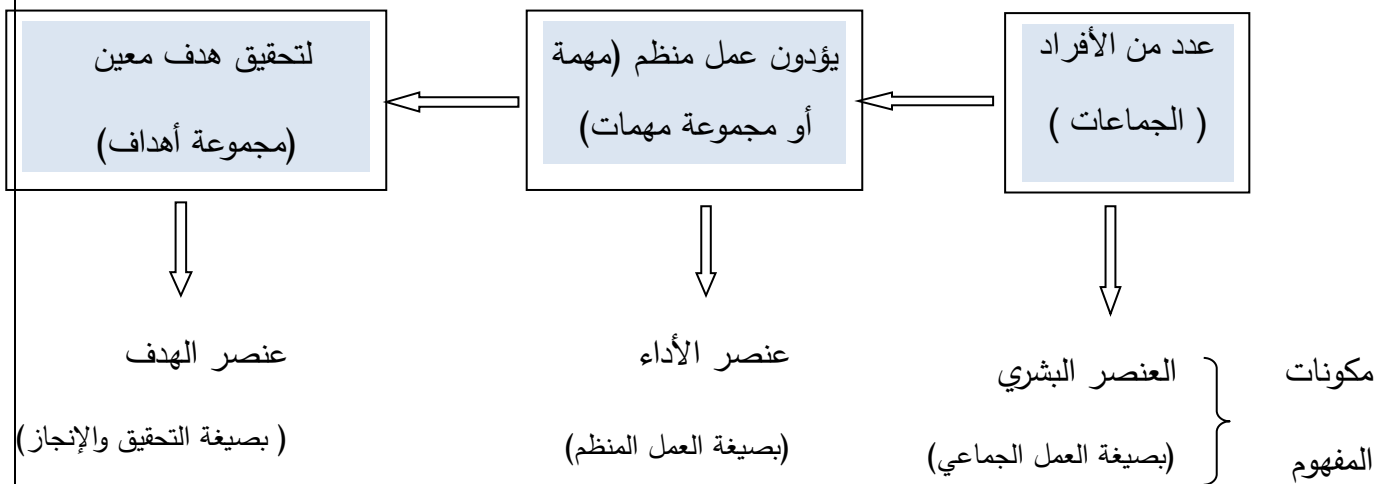 عدد من الأفراد
( الجماعات )
يؤدون عمل منظم (مهمة
أو مجموعة مهمات)
لتحقيق هدف معين
(مجموعة أهداف)
مكونات
المفهوم
العنصر البشري
(بصيغة العمل الجماعي)
عنصر الأداء
(بصيغة العمل المنظم)
عنصر الهدف
( بصيغة التحقيق والإنجاز)